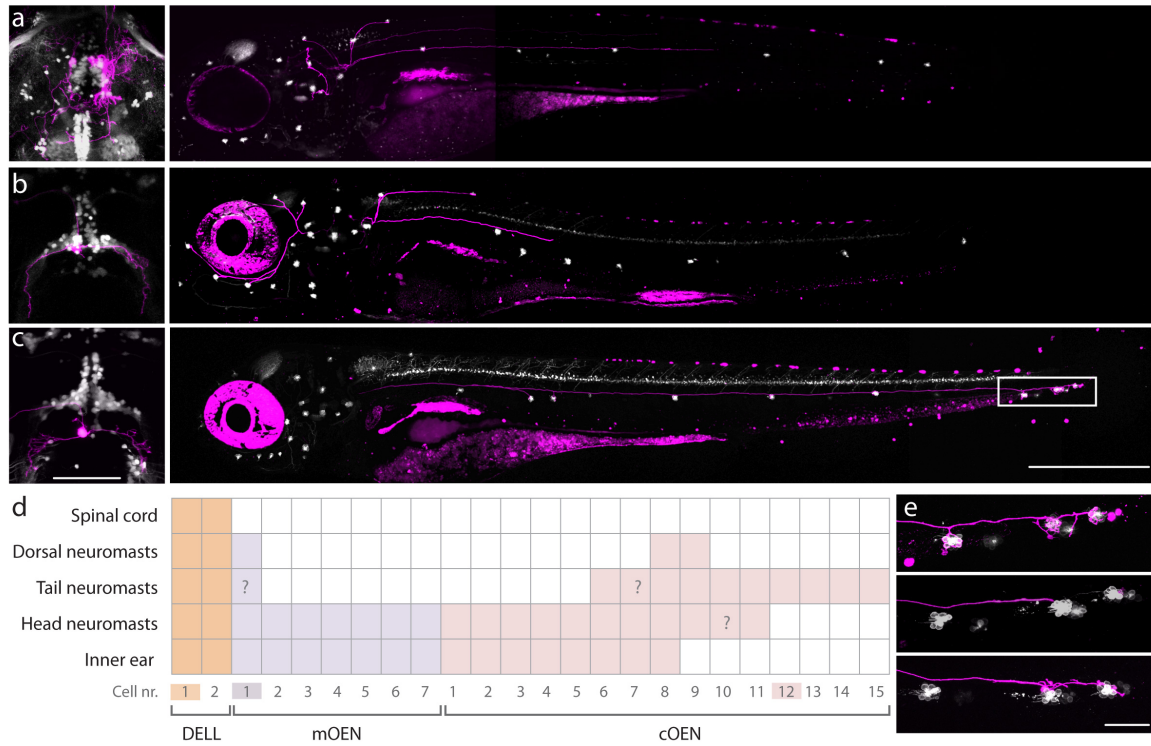 a
b
c
d
e
Spinal cord
Dorsal neuromasts
Tail neuromasts ? ?
Head neuromasts ?
Inner ear
Cell nr. 1 2 1 2 3 4 5 6 7 1 2 3 4 5 6 7 8 9 10 11 12 13 14 15
DELL mOEN cOEN